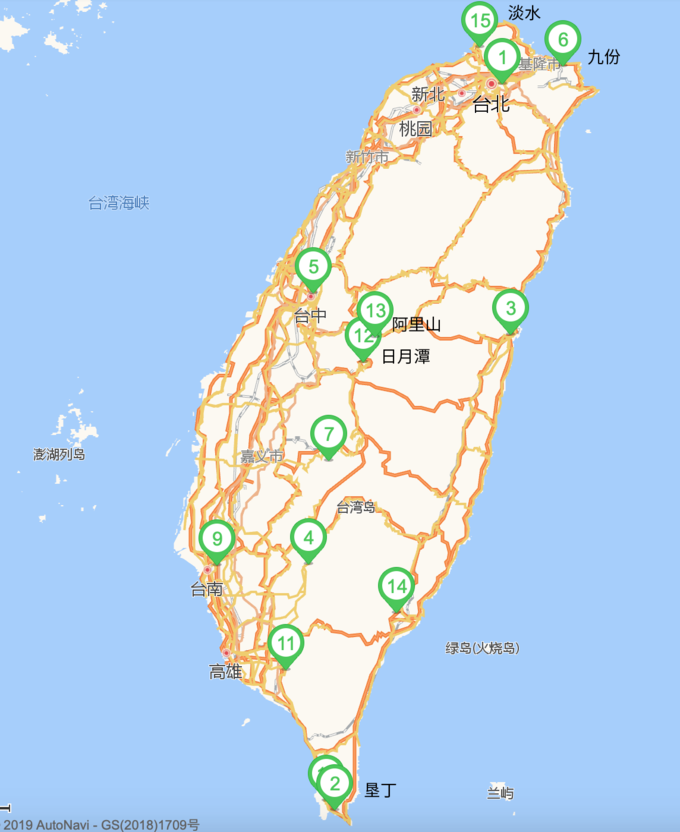 15
淡水
6
1
九份
基隆市
新北
台北
桃园
新竹市
台湾海峡
5
13
3
台中
阿里山
12
日月潭
7
澎湖列岛
嘉义市
台湾岛
9
4
14
台南
11
绿岛(火烧岛)
高雄
2
垦丁
兰屿
2019 AutoNavi - GS(2018)1709号